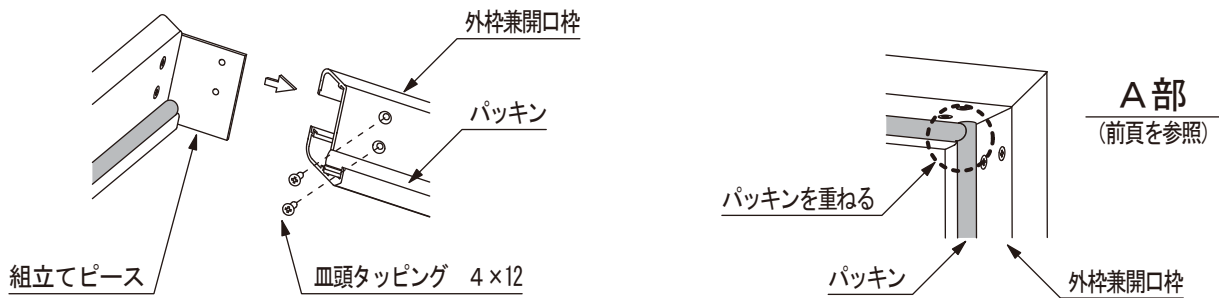 外枠兼開口枠
パッキン
組立てピース
皿頭タッピング 4×12
A部
(前頁を参照)
パッキンを重ねる
パッキン
外枠兼開口枠